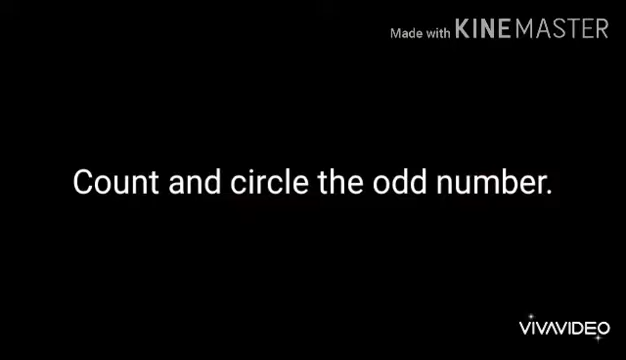 Made with KINEMASTER
Count and circle the odd number.
VIVAVIDEO